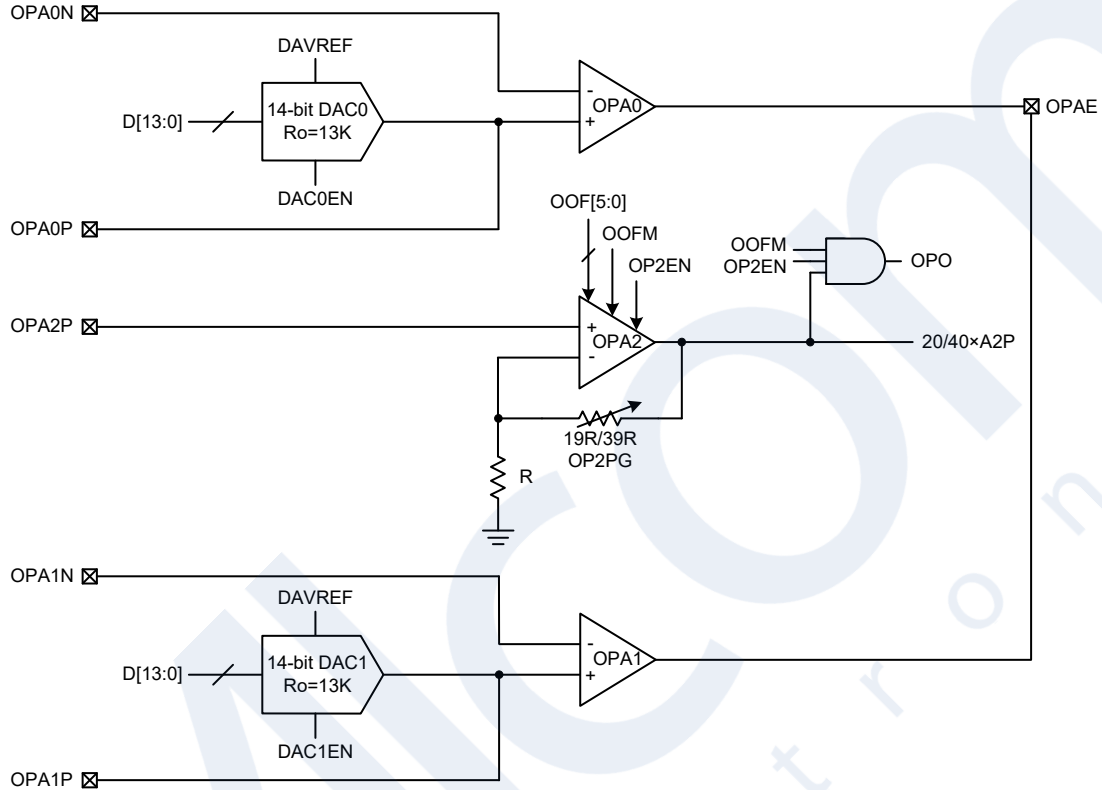 OPA0N
DAVREF
14-bit DAC0
Ro=13K
D[13:0]
DAC0EN
OPA0P
-
+
OPA0
OPAE
OOF[5:0]
OOFM
OP2EN
OOFM
OP2EN
OPO
OPA2P
+
-
OPA2
20/40×A2P
19R/39R
OP2PG
R
OPA1N
DAVREF
14-bit DAC1
Ro=13K
D[13:0]
DAC1EN
OPA1P
-
+
OPA1